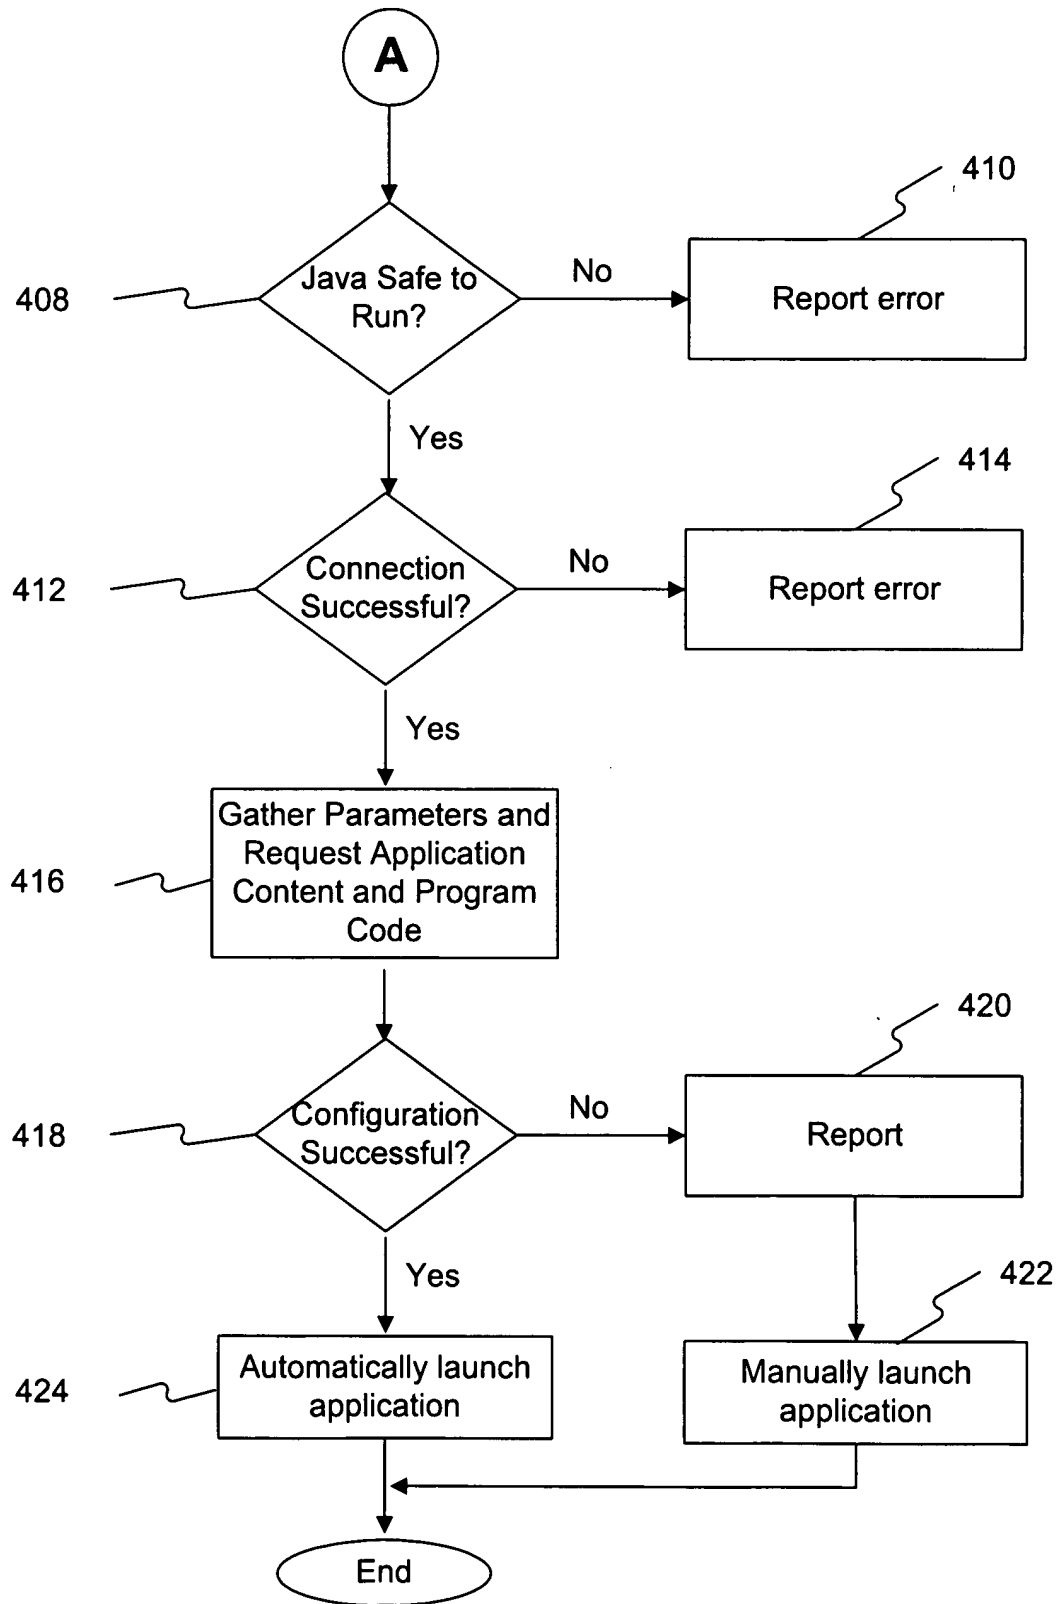 A
410
Java Safe to
Run?
No
Report error
408
Yes
414
Connection
Successful?
No
Report error
412
Yes
Gather Parameters and
Request Application
Content and Program
Code
416
420
Configuration
Successful?
No
Report
418
Yes
422
Automatically launch
application
Manually launch
application
424
End